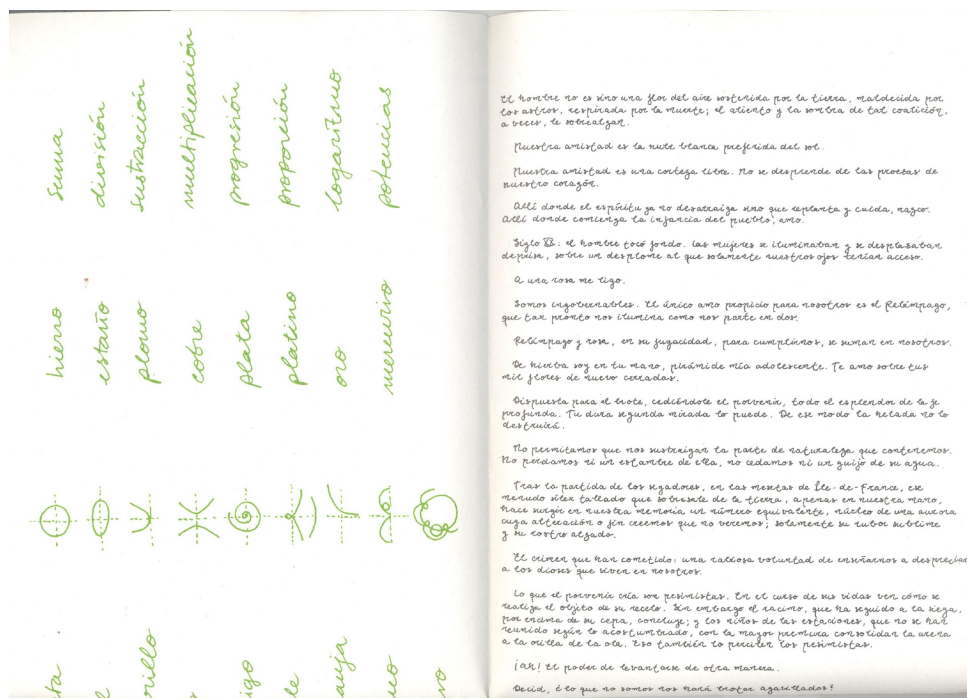 hierro suma
estaño división
plomo sustracción
cobre multiplicación
plata progresión
platino proporción
oro logaritmo
mercurio potencias
El hombre no es sino una flor del aire sostenida por la tierra, maldecida por
los astros, respirada por la muerte; el aliento y la sombra de tal coalición,
a veces, le sobrealzan.
Nuestra amistad es la nube blanca preferida del sol.
Nuestra amistad es una corteza libre. No se desprende de las proezas de
nuestro corazón.
Allí donde el espíritu ya no desarraiga sino que replanta y cuida, nazco.
Allí donde comienza la infancia del pueblo, amo.
Siglo XX: el hombre tocó fondo. Las mujeres se iluminaban y se desplazaban
deprisa, sobre un desplome al que solamente nuestros ojos tenían acceso.
A una rosa me ligo.
Somos ingobernables. El único amo propicio para nosotros es el Relámpago,
que tan pronto nos ilumina como nos parte en dos.
Relámpago y rosa, en su fugacidad, para cumplirnos, se suman en nosotros.
De hierba soy en tu mano, pirámide mía adolescente. Te amo sobre tus
mil flores de nuevo cerradas.
Dispuesta para el brote, cediéndole el porvenir, todo el esplendor de la fe
profunda. Tu dura segunda mirada lo puede. De ese modo la helada no lo
destruirá.
No permitamos que nos sustraigan la parte de naturaleza que contenemos.
No perdamos ni un estambre de ella, no cedamos ni un guijo de su agua.
Tras la partida de los segadores, en las mesetas de Île-de-France, ese
menudo sílex tallado que sobresale de la tierra, apenas en nuestra mano,
hace surgir en nuestra memoria un número equivalente, núcleo de una aurora
cuya alteración o fin creemos que no veremos; solamente su rubor sublime
y su rostro alzado.
El crimen que han cometido: una rabiosa voluntad de enseñarnos a despreciar
a los dioses que viven en nosotros.
Lo que el porvenir cría son pesimistas. En el curso de sus vidas ven cómo se
realiza el objeto de su recelo. Sin embargo el racimo, que ha seguido a la siega,
por encima de su cepa, concluye; y los niños de las estaciones, que no se han
reunido según lo acostumbrado, con la mayor premura consolidan la arena
a la orilla de la ola. Eso también lo perciben los pesimistas.
¡Ah! El poder de levantarse de otra manera.
Decid, ¿lo que no somos nos hará brotar agavillados?